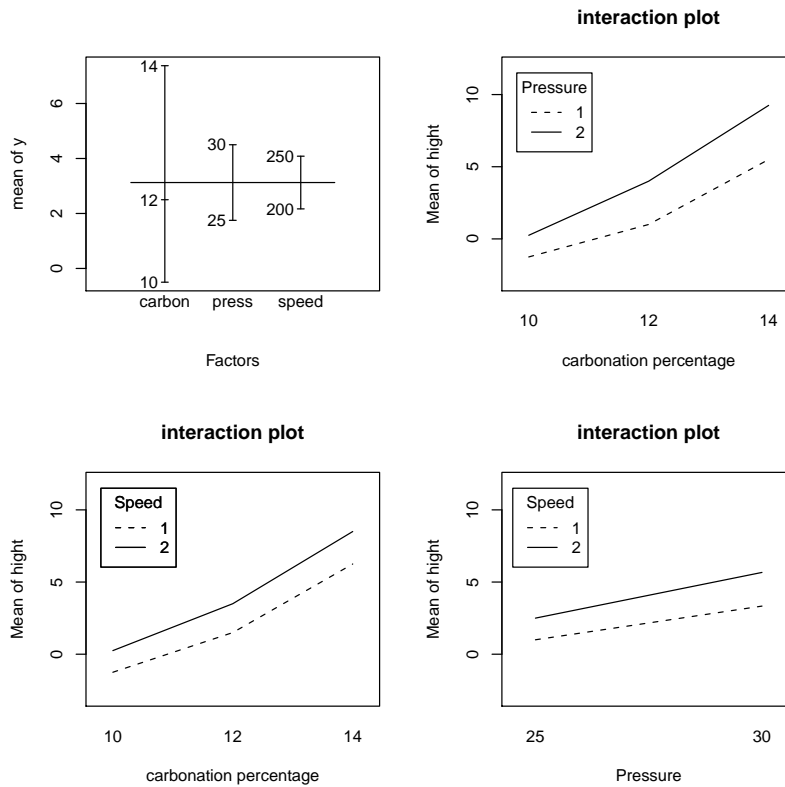 mean of y
6
4
2
0
14
12
10
30
25
250
200
carbon press speed
Factors
interaction plot
Mean of hight
10
5
0
Pressure
1
2
10 12 14
carbonation percentage
interaction plot
Mean of hight
10
5
0
Speed
1
2
10 12 14
carbonation percentage
interaction plot
Mean of hight
10
5
0
Speed
1
2
25 30
Pressure